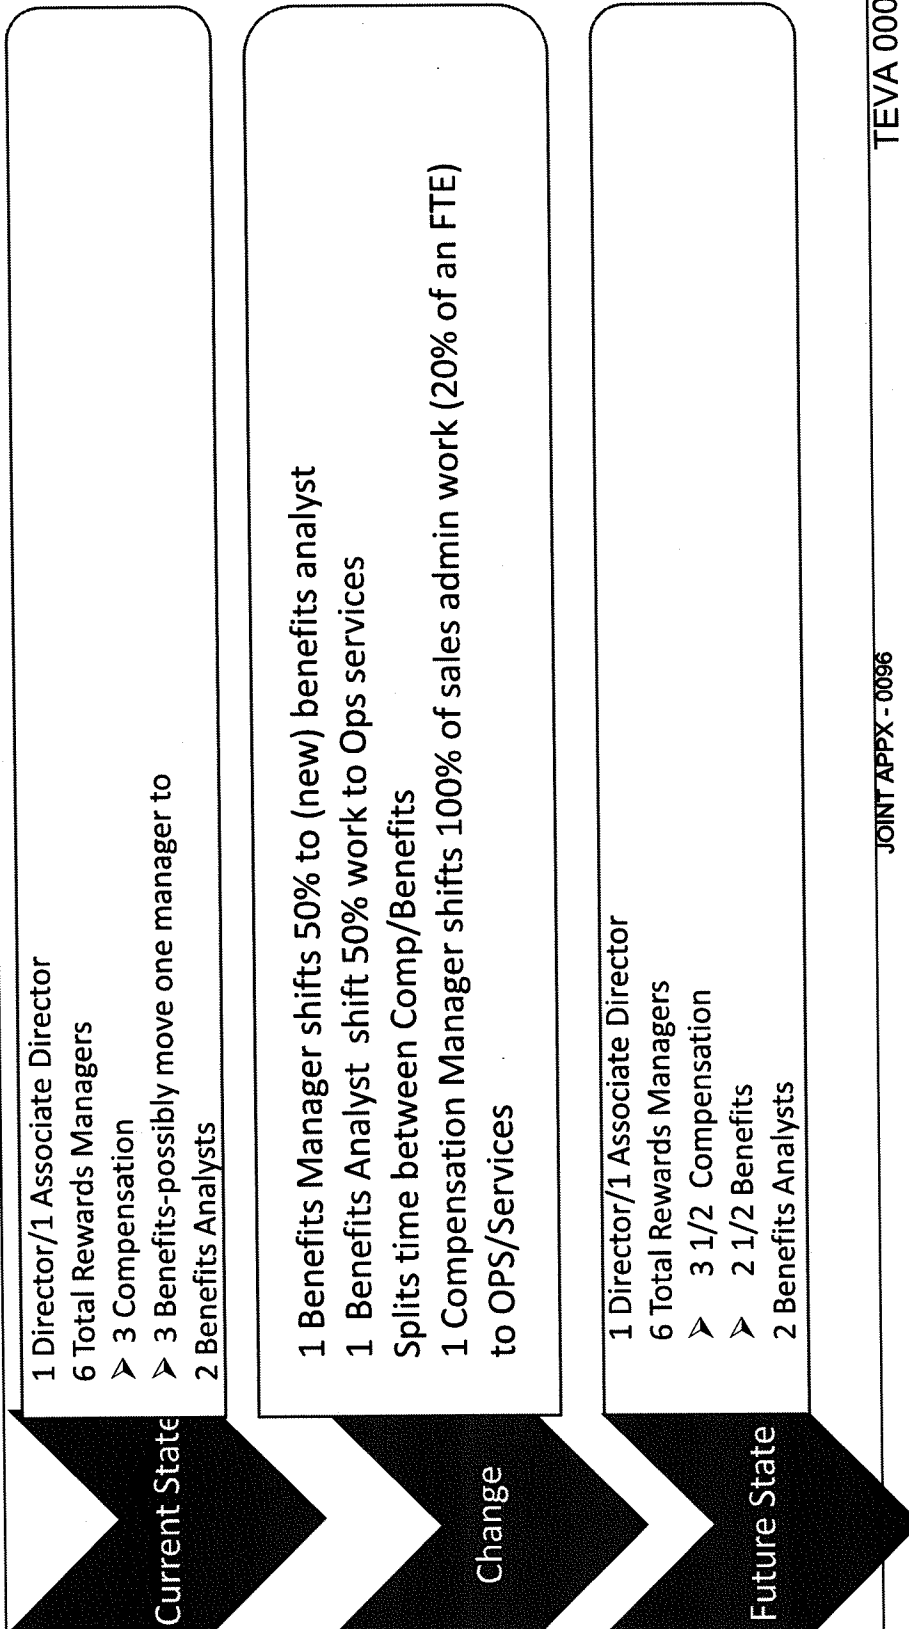 Current State
1 Director/1 Associate Director
6 Total Rewards Managers
➤ 3 Compensation
➤ 3 Benefits-possibly move one manager to
2 Benefits Analysts
Change
1 Benefits Manager shifts 50% to (new) benefits analyst
1 Benefits Analyst shift 50% work to Ops services
Splits time between Comp/Benefits
1 Compensation Manager shifts 100% of sales admin work (20% of an FTE)
to OPS/Services
Future State
1 Director/1 Associate Director
6 Total Rewards Managers
➤ 3 1/2 Compensation
➤ 2 1/2 Benefits
2 Benefits Analysts
JOINT APPX - 0096
TEVA 000